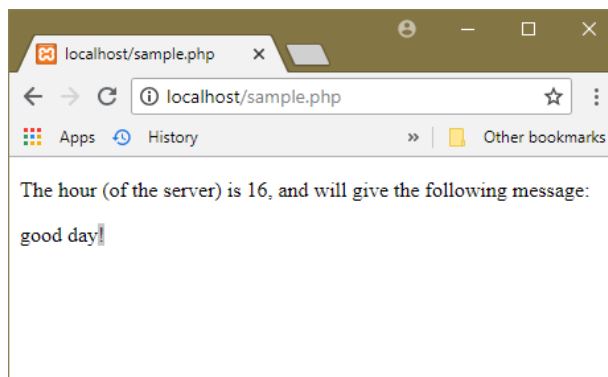 localhost/sample.php
localhost/sample.php
Apps History » Other bookmarks
The hour (of the server) is 16, and will give the following message:
good day!